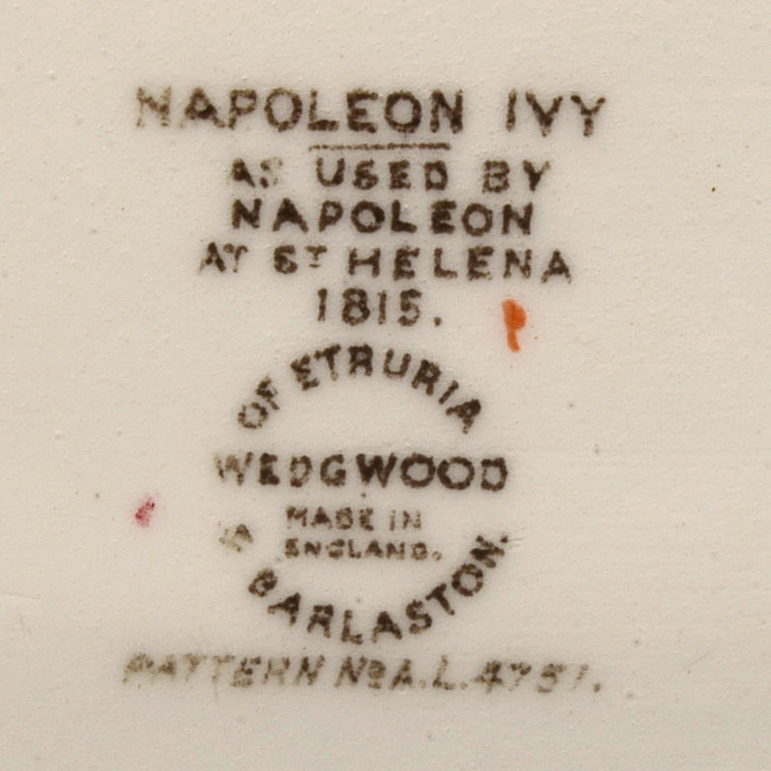 NAPOLEON IVY
AS USED BY
NAPOLEON
AT ST HELENA
1815.
OF ETRURIA
WEDGWOOD
MADE IN
ENGLAND.
& BARLASTON.
PATTERN NO A.L. 4751.